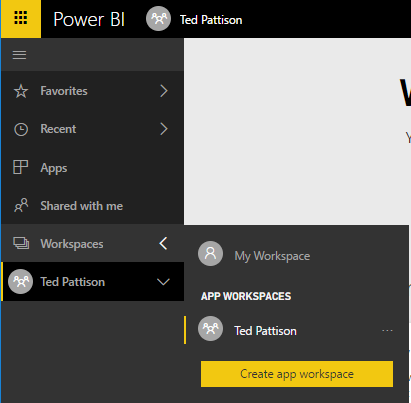 Power BI
Ted Pattison
Favorites
Recent
Apps
Shared with me
Workspaces
Ted Pattison
My Workspace
APP WORKSPACES
Ted Pattison
Create app workspace